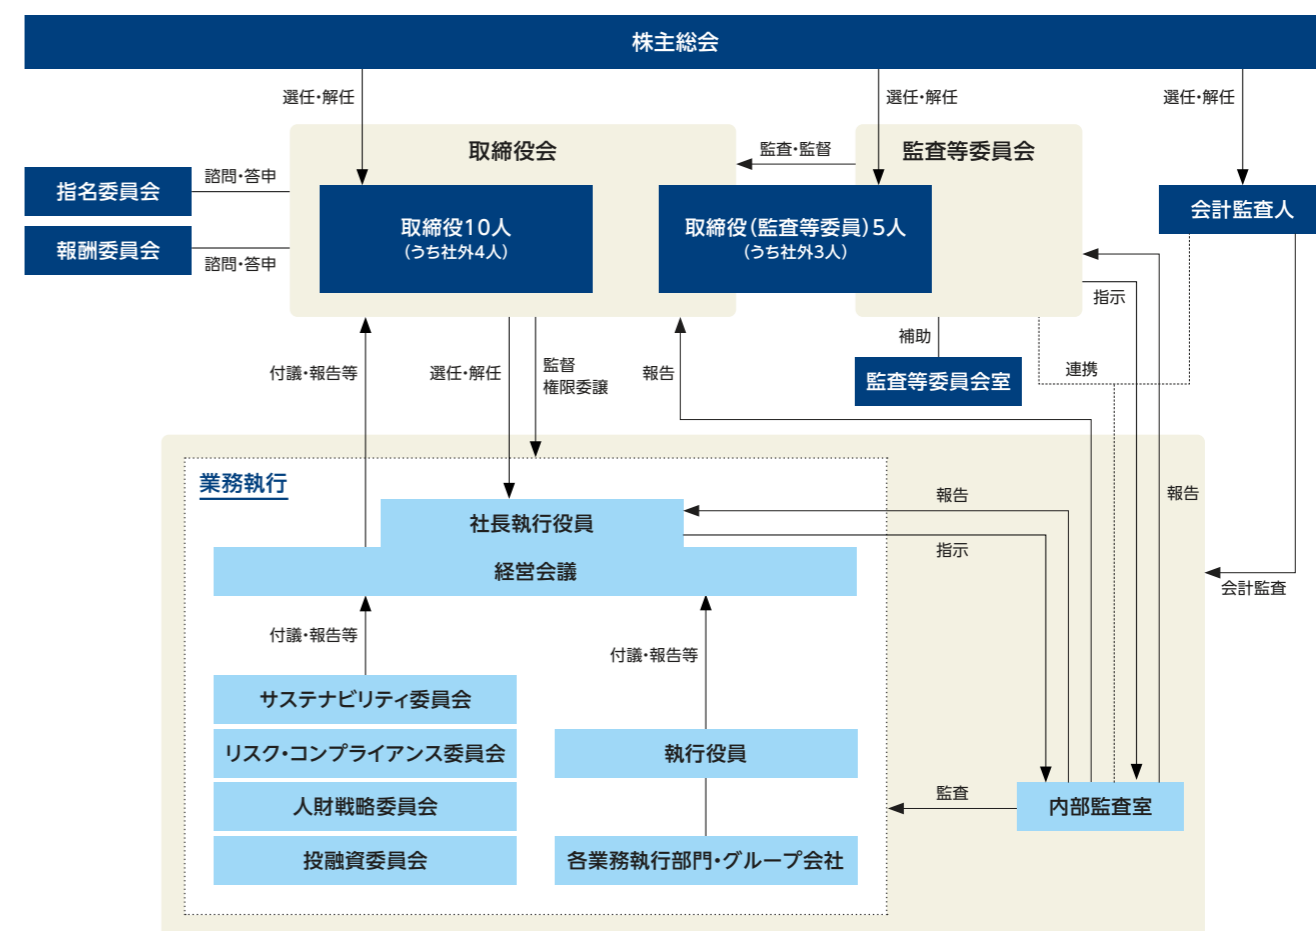 株主総会
選任・解任
選任・解任
選任・解任
取締役会
監査・監督
監査等委員会
指名委員会
諮問・答申
報酬委員会
諮問・答申
取締役10人
(うち社外4人)
取締役(監査等委員)5人
(うち社外3人)
会計監査人
指示
補助
監査等委員会室
連携
付議・報告等
選任・解任
監督
権限委譲
報告
業務執行
社長執行役員
経営会議
報告
指示
報告
会計監査
付議・報告等
付議・報告等
サステナビリティ委員会
リスク・コンプライアンス委員会
人財戦略委員会
投融資委員会
執行役員
各業務執行部門・グループ会社
監査
内部監査室